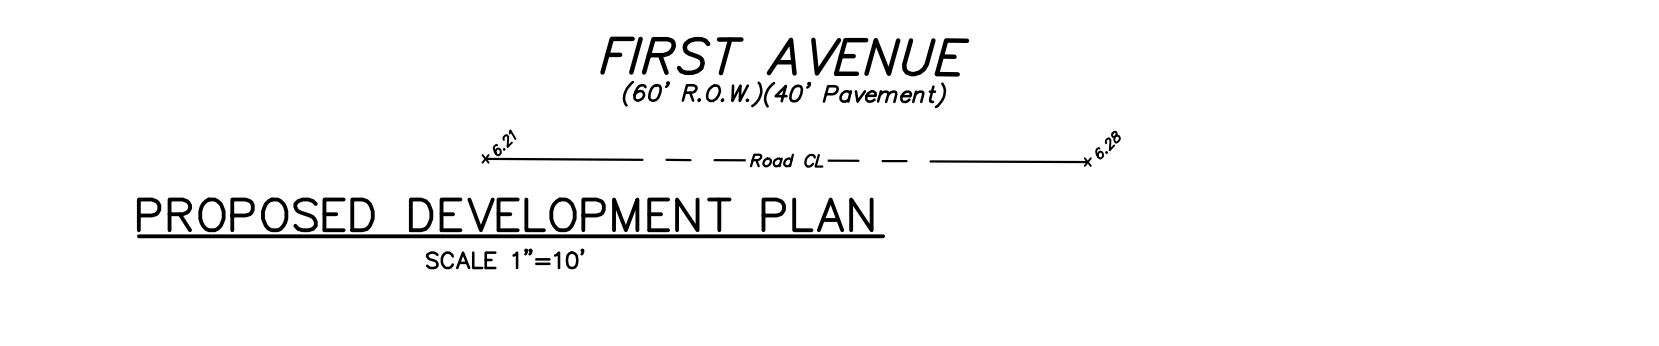 FIRST AVENUE
(60' R.O.W.)(40' Pavement)
6.21
6.28
Road CL
PROPOSED DEVELOPMENT PLAN
SCALE 1"=10'